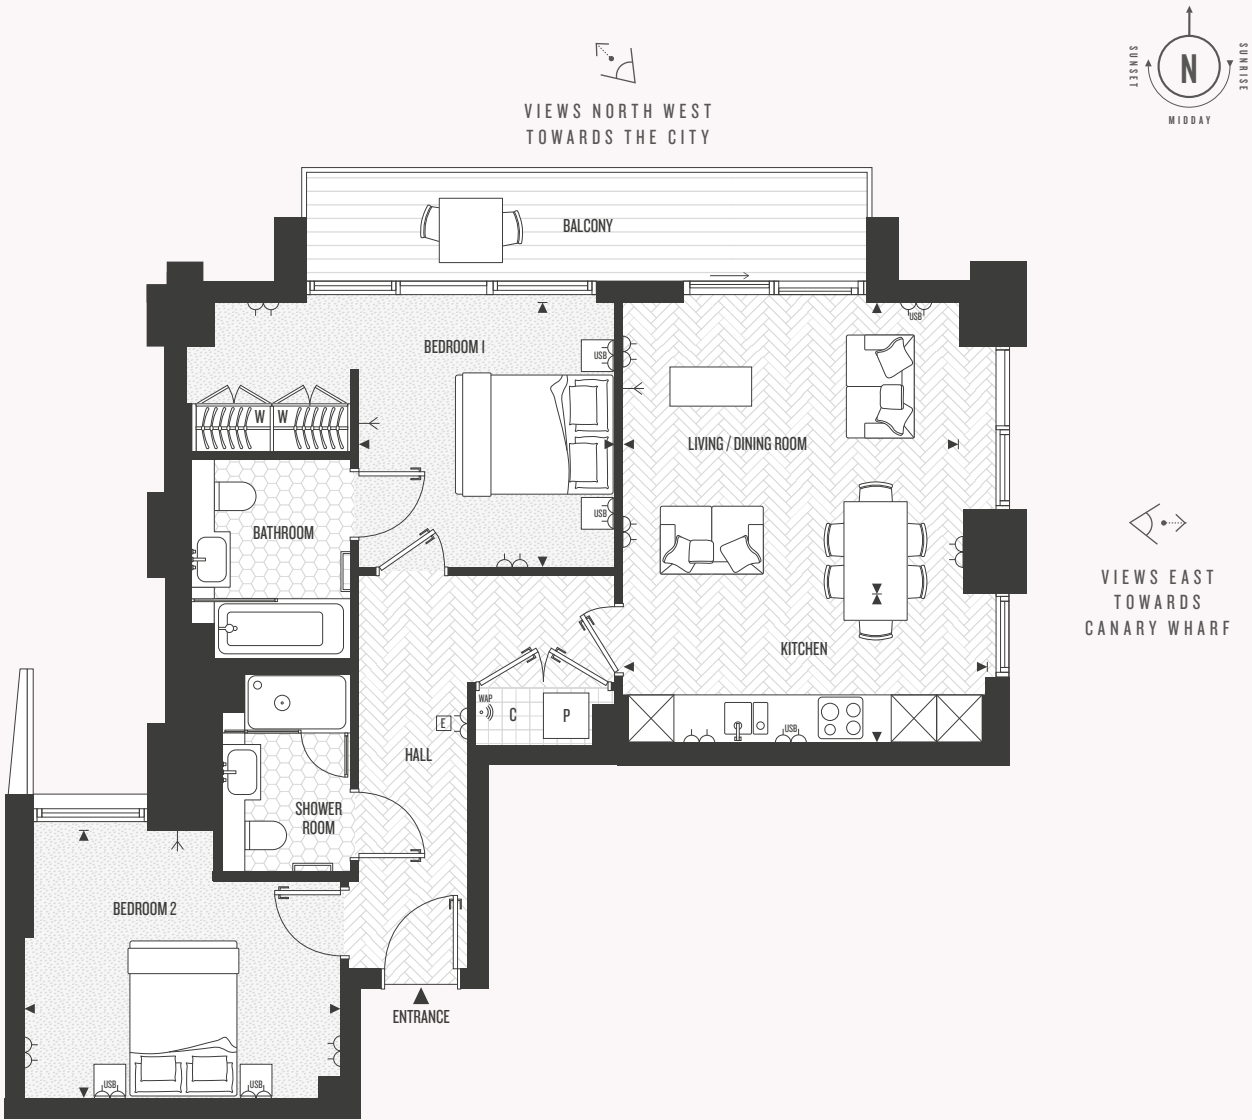 N
SUNSET
SUNRISE
MIDDAY
VIEWS NORTH WEST
TOWARDS THE CITY
BALCONY
USB
BEDROOM 1
USB
W W
LIVING / DINING ROOM
USB
BATHROOM
VIEWS EAST
TOWARDS
CANARY WHARF
KITCHEN
WAP
C
P
E
USB
HALL
SHOWER
ROOM
BEDROOM 2
ENTRANCE
USB
USB